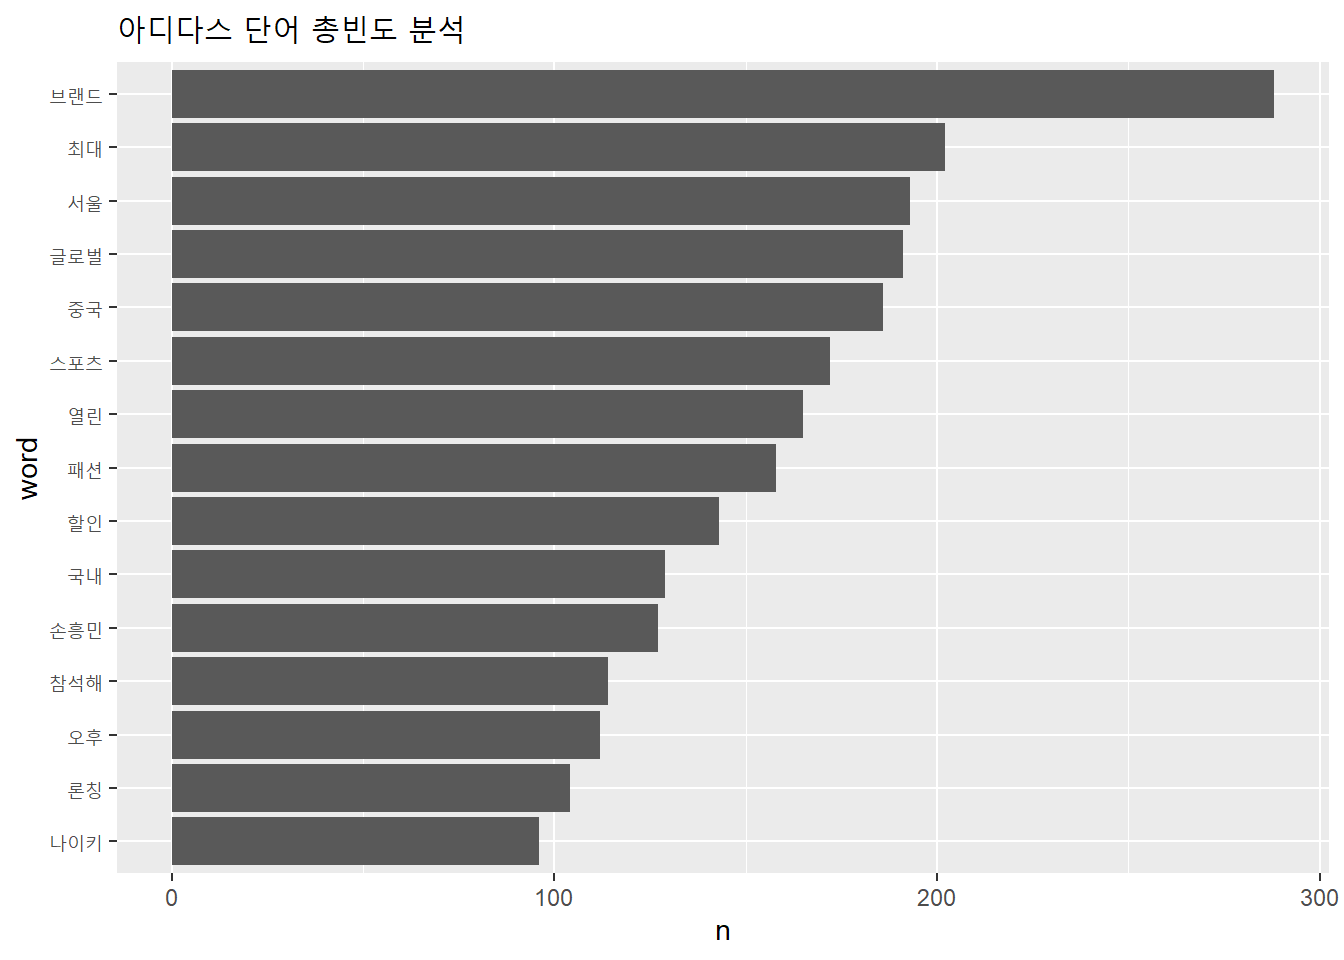 아디다스 단어 총빈도 분석
브랜드
최대
서울
글로벌
중국
스포츠
열린
패션
할인
국내
손흥민
참석해
오후
론칭
나이키
word
0 100 200 300
n